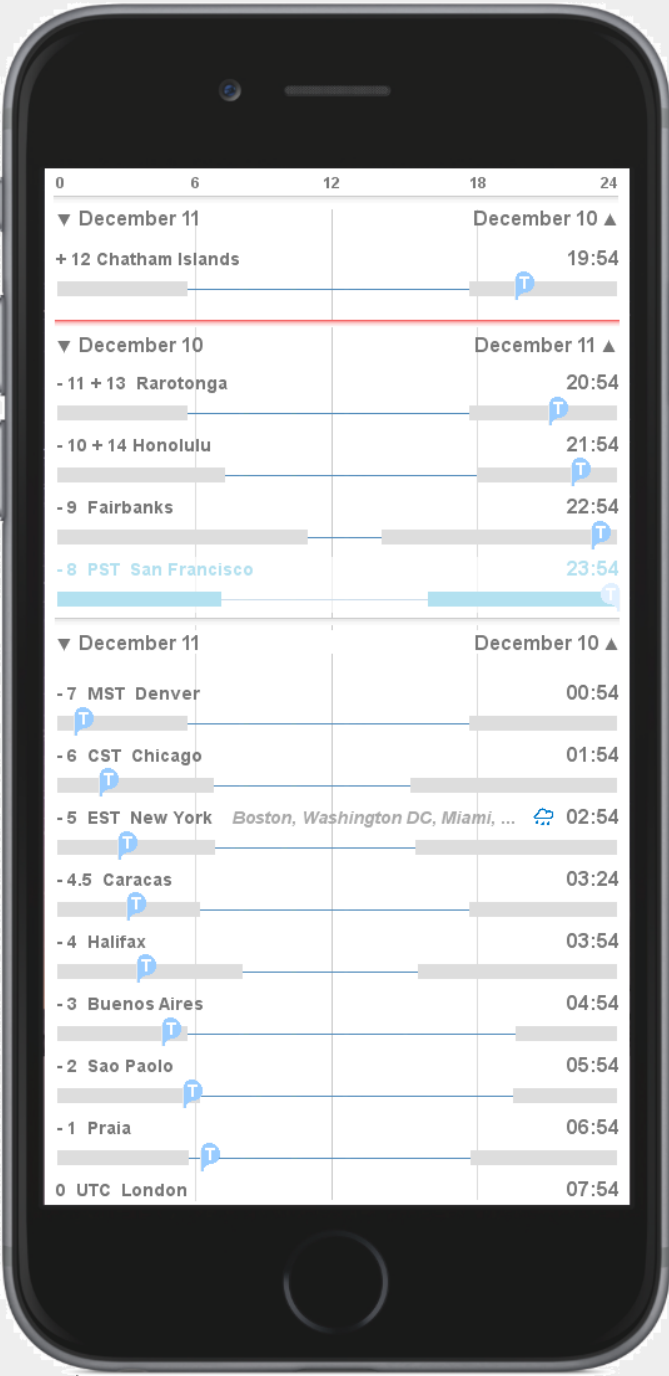 0 6 12 18 24
▼ December 11 December 10 ▲
+ 12 Chatham Islands 19:54
T
▼ December 10 December 11 ▲
- 11 + 13 Rarotonga 20:54
T
- 10 + 14 Honolulu 21:54
T
- 9 Fairbanks 22:54
T
- 8 PST San Francisco 23:54
T
▼ December 11 December 10 ▲
- 7 MST Denver 00:54
T
- 6 CST Chicago 01:54
T
- 5 EST New York Boston, Washington DC, Miami, ... 02:54
T
- 4.5 Caracas 03:24
T
- 4 Halifax 03:54
T
- 3 Buenos Aires 04:54
T
- 2 Sao Paolo 05:54
T
- 1 Praia 06:54
T
0 UTC London 07:54